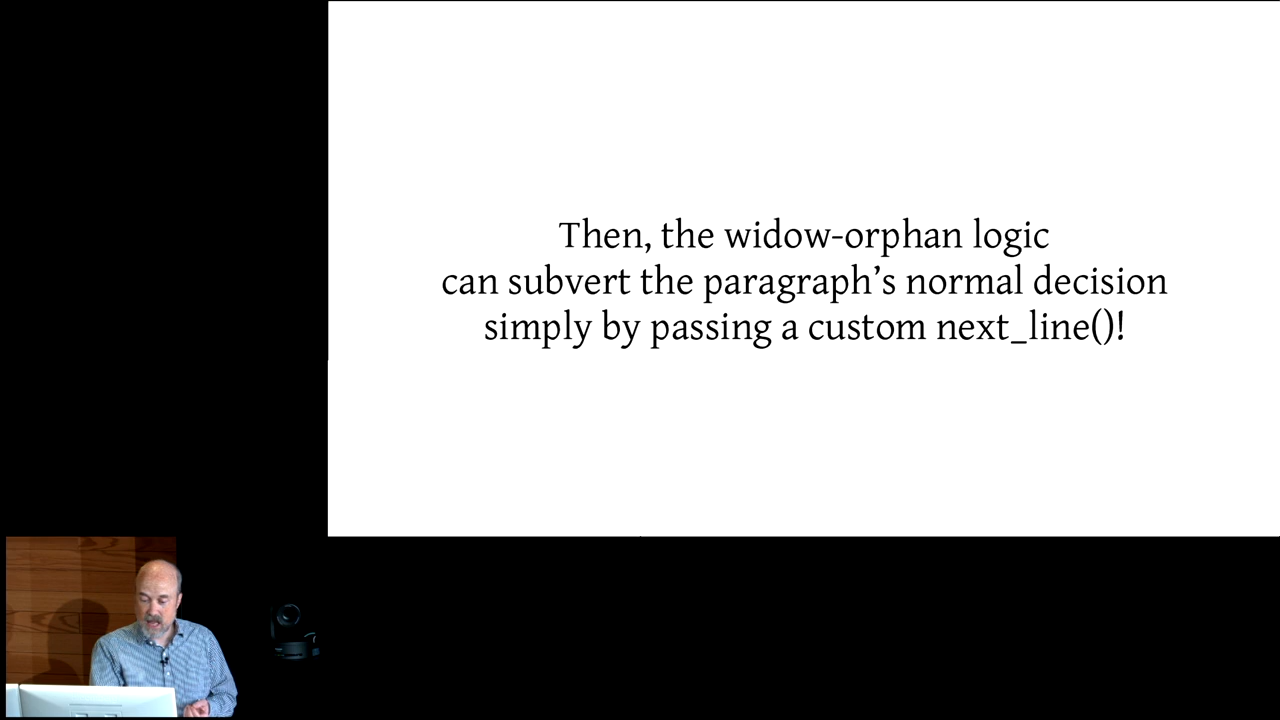 Then, the widow-orphan logic
can subvert the paragraph’s normal decision
simply by passing a custom next_line()!